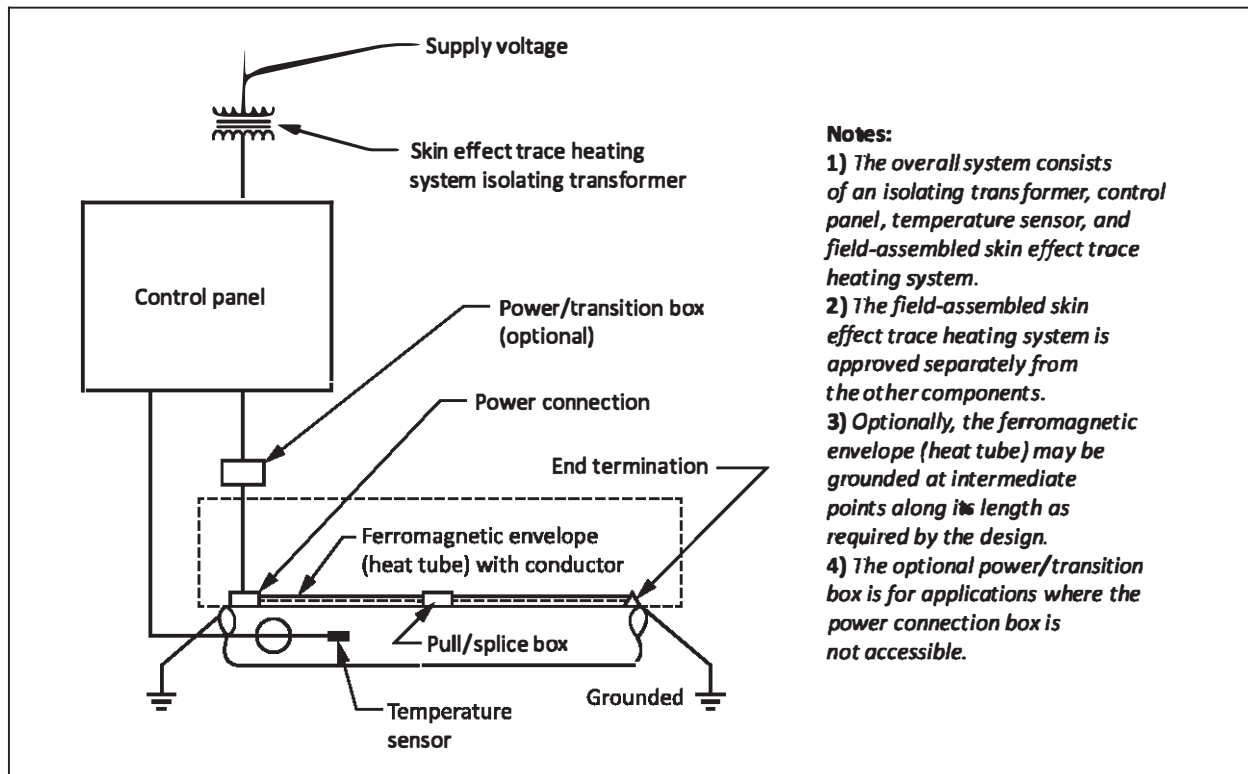 Supply voltage
Skin effect trace heating
system isolating transformer
Control panel
Power/transition box
(optional)
Power connection
End termination
Ferromagnetic envelope
(heat tube) with conductor
Pull/splice box
Grounded
Temperature
sensor
Notes:
1) The overall system consists
of an isolating transformer, control
panel, temperature sensor, and
field-assembled skin effect trace
heating system.
2) The field-assembled skin
effect trace heating system is
approved separately from
the other components.
3) Optionally, the ferromagnetic
envelope (heat tube) may be
grounded at intermediate
points along its length as
required by the design.
4) The optional power/transition
box is for applications where the
power connection box is
not accessible.